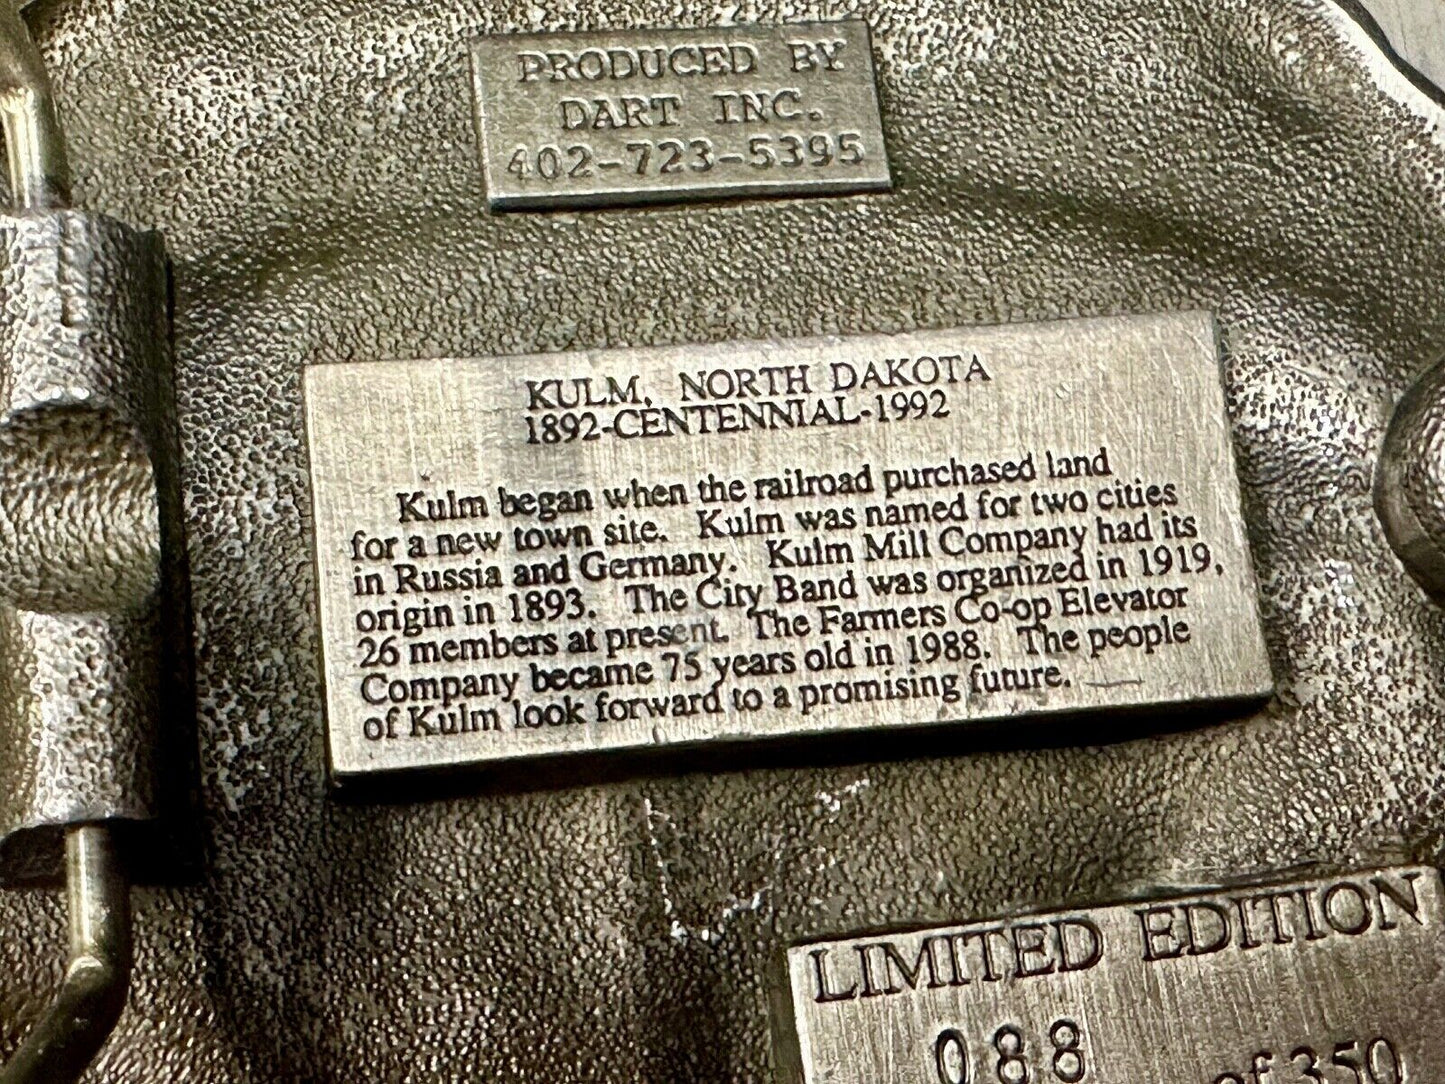 PRODUCED BY
DART INC.
402-723-5395
KULM, NORTH DAKOTA
1892-CENTENNIAL-1992
Kulm began when the railroad purchased land
for a new town site. Kulm was named for two cities
in Russia and Germany. Kulm Mill Company had its
origin in 1893. The City Band was organized in 1919,
26 members at present. The Farmers Co-op Elevator
Company became 75 years old in 1988. The people
of Kulm look forward to a promising future.
LIMITED EDITION
088 of 350